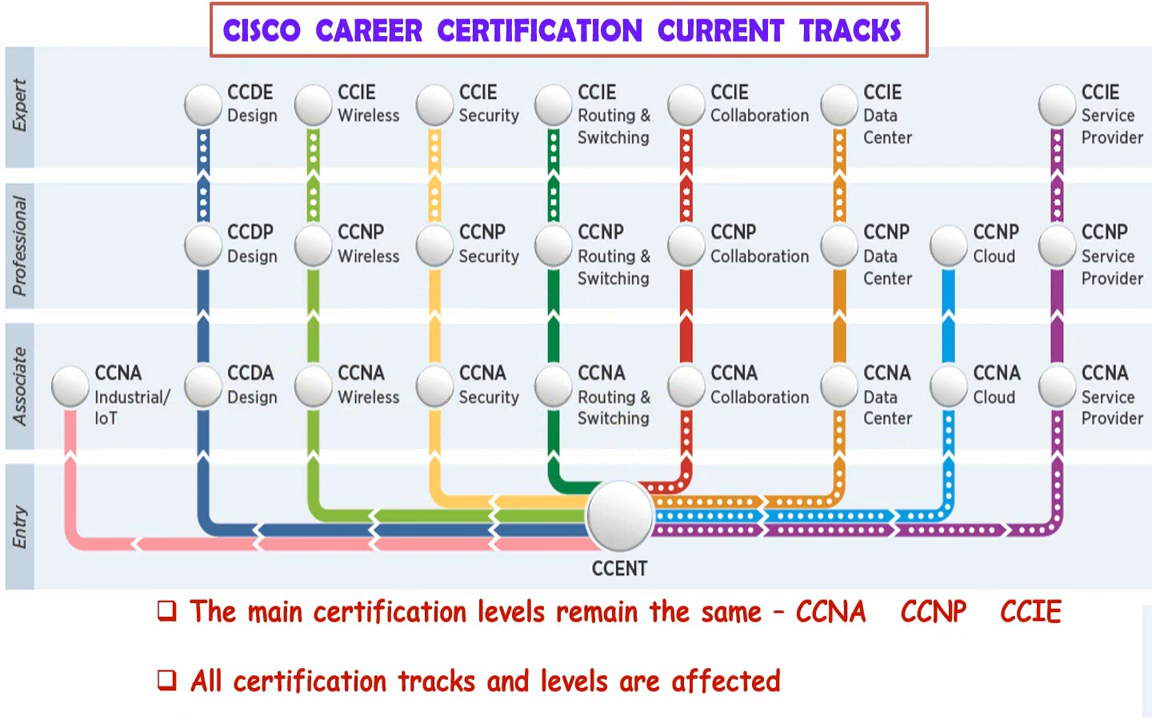 CISCO CAREER CERTIFICATION CURRENT TRACKS
Expert
CCDE
Design
CCIE
Wireless
CCIE
Security
CCIE
Routing &
Switching
CCIE
Collaboration
CCIE
Data
Center
CCIE
Service
Provider
Professional
CCDP
Design
CCNP
Wireless
CCNP
Security
CCNP
Routing &
Switching
CCNP
Collaboration
CCNP
Data
Center
CCNP
Cloud
CCNP
Service
Provider
Associate
CCNA
Industrial/
IoT
CCDA
Design
CCNA
Wireless
CCNA
Security
CCNA
Routing &
Switching
CCNA
Collaboration
CCNA
Data
Center
CCNA
Cloud
CCNA
Service
Provider
Entry
CCENT
❑ The main certification levels remain the same – CCNA CCNP CCIE
❑ All certification tracks and levels are affected